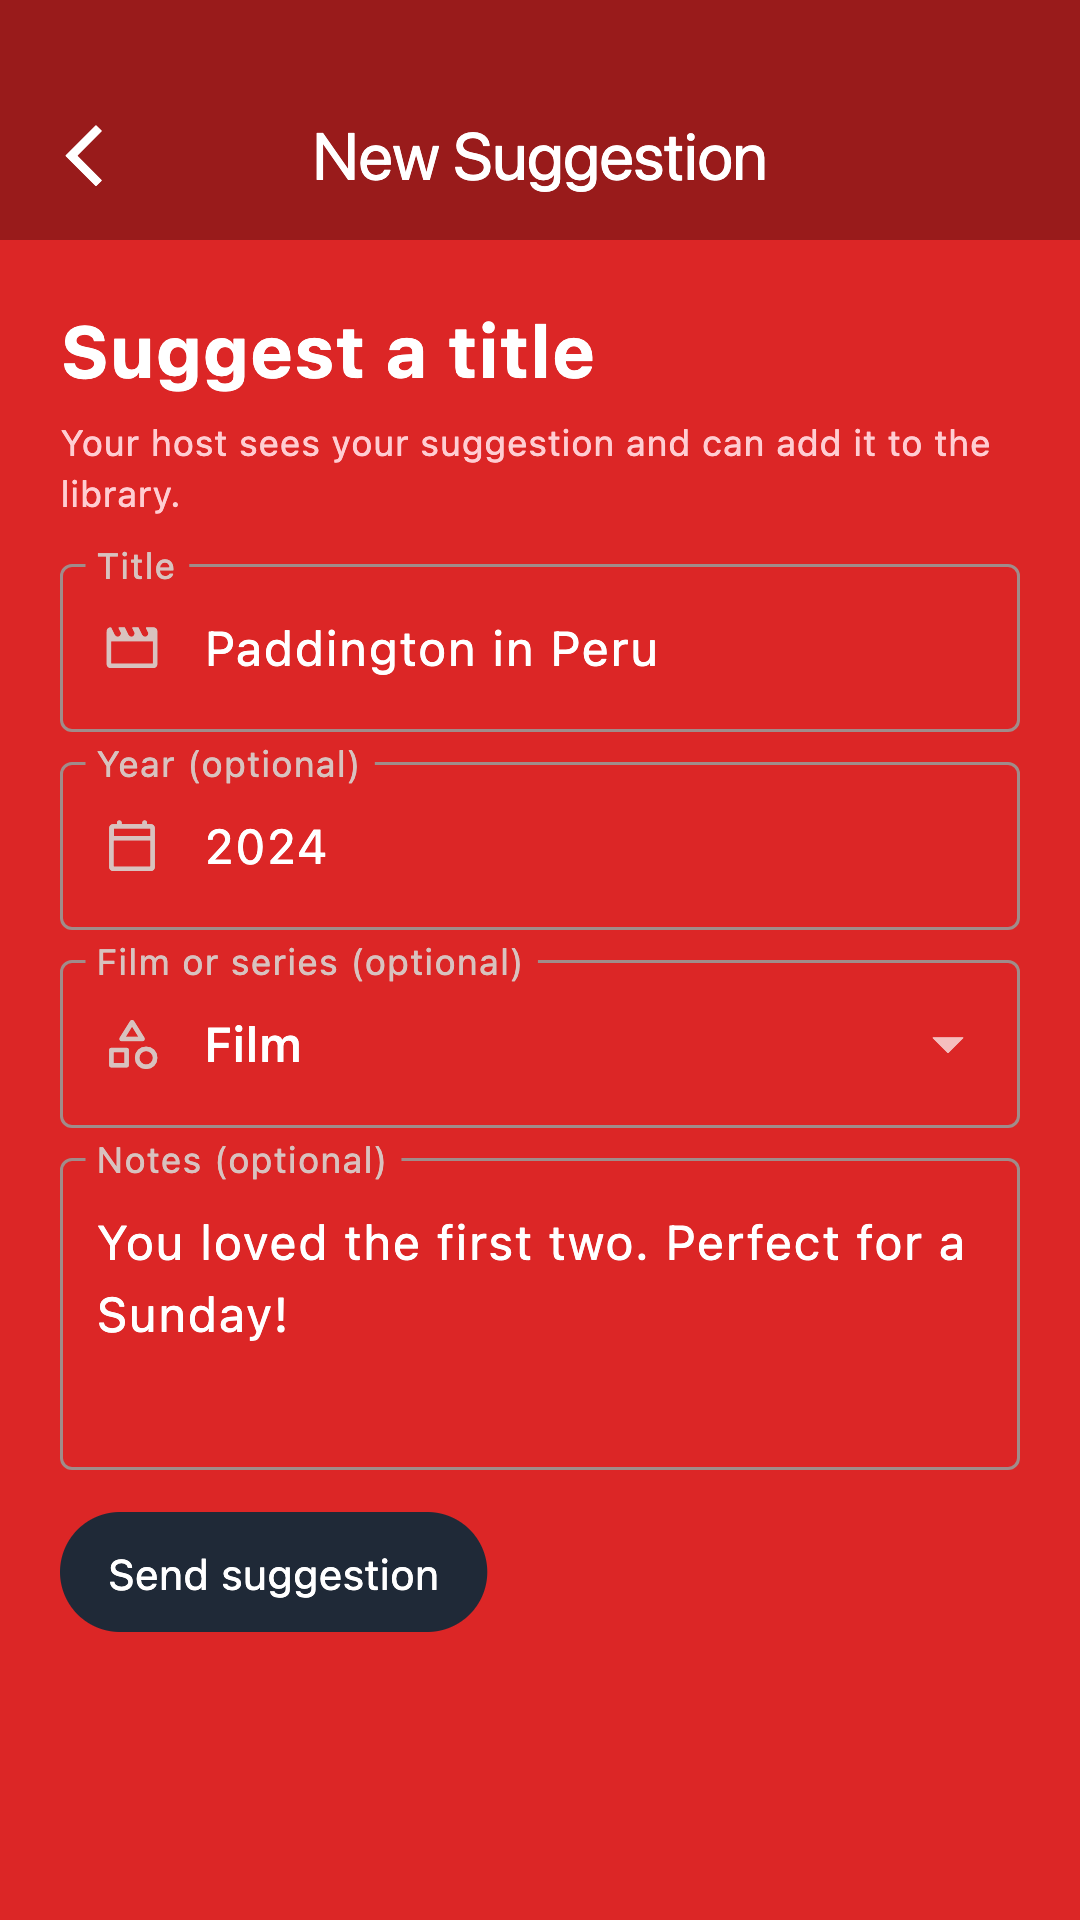 New Suggestion
Suggest a title
Your host sees your suggestion and can add it to the
library.
Title
Paddington in Peru
Year (optional)
2024
Film or series (optional)
Film
Notes (optional)
You loved the first two. Perfect for a
Sunday!
Send suggestion